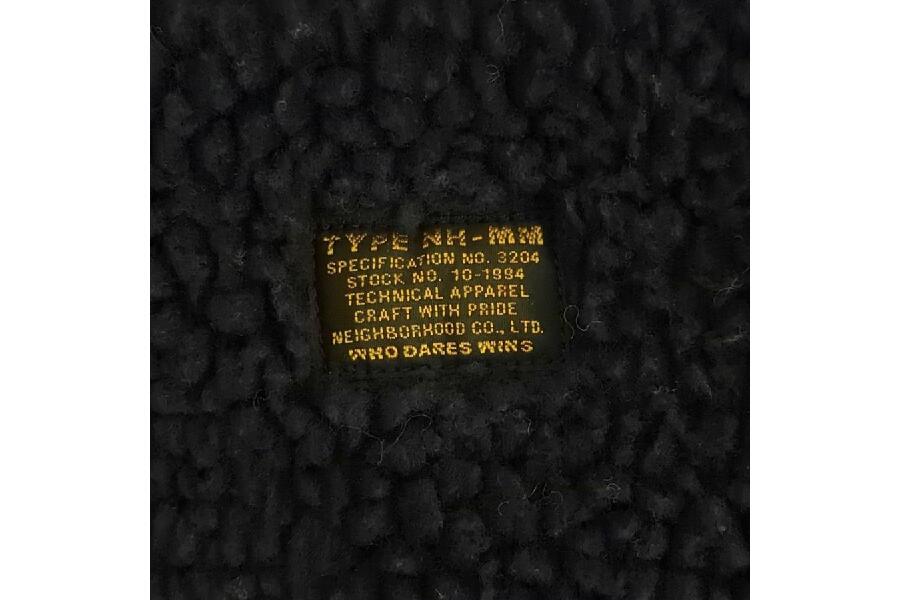 TYPE NH-MM
SPECIFICATION NO. 3204
STOCK NO. 10-1994
TECHNICAL APPAREL
CRAFT WITH PRIDE
NEIGHBORHOOD CO., LTD.
WHO DARES WINS